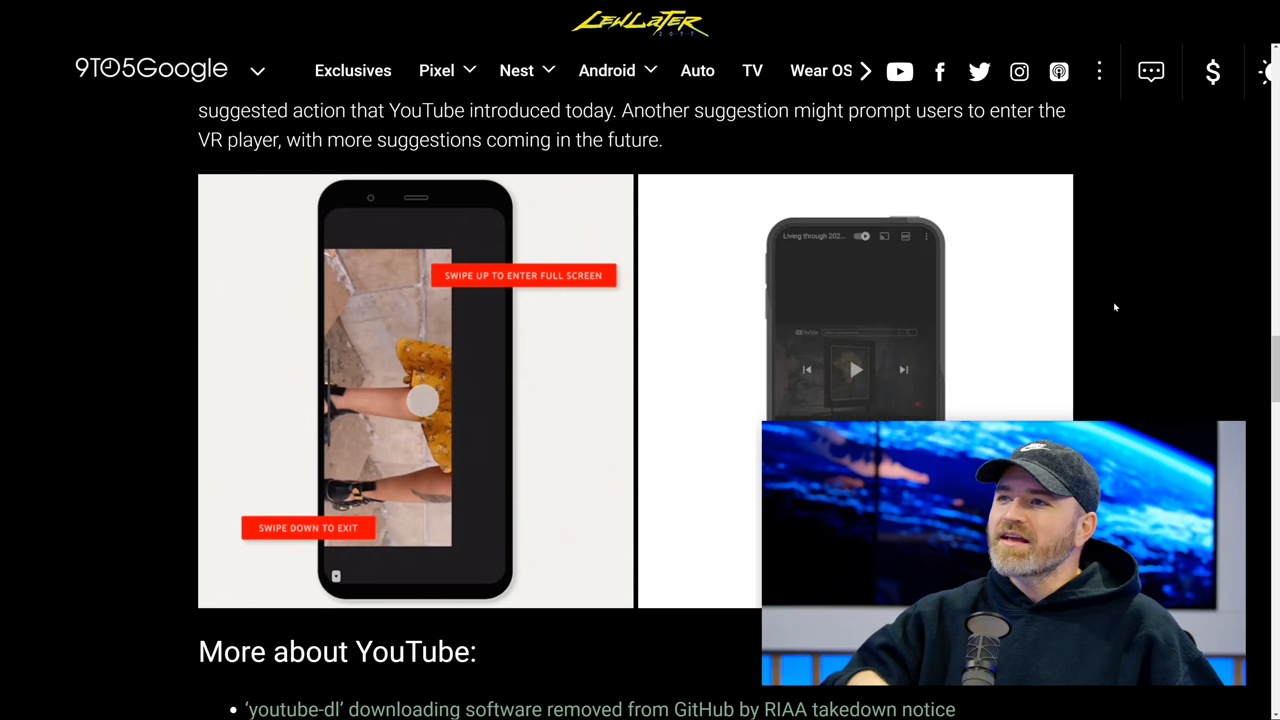 LEWLATER
2077
9TO5Google
Exclusives Pixel Nest Android Auto TV Wear OS
suggested action that YouTube introduced today. Another suggestion might prompt users to enter the
VR player, with more suggestions coming in the future.
SWIPE UP TO ENTER FULL SCREEN
SWIPE DOWN TO EXIT
Living through 202...
YouTube
More about YouTube:
• ‘youtube-dl’ downloading software removed from GitHub by RIAA takedown notice